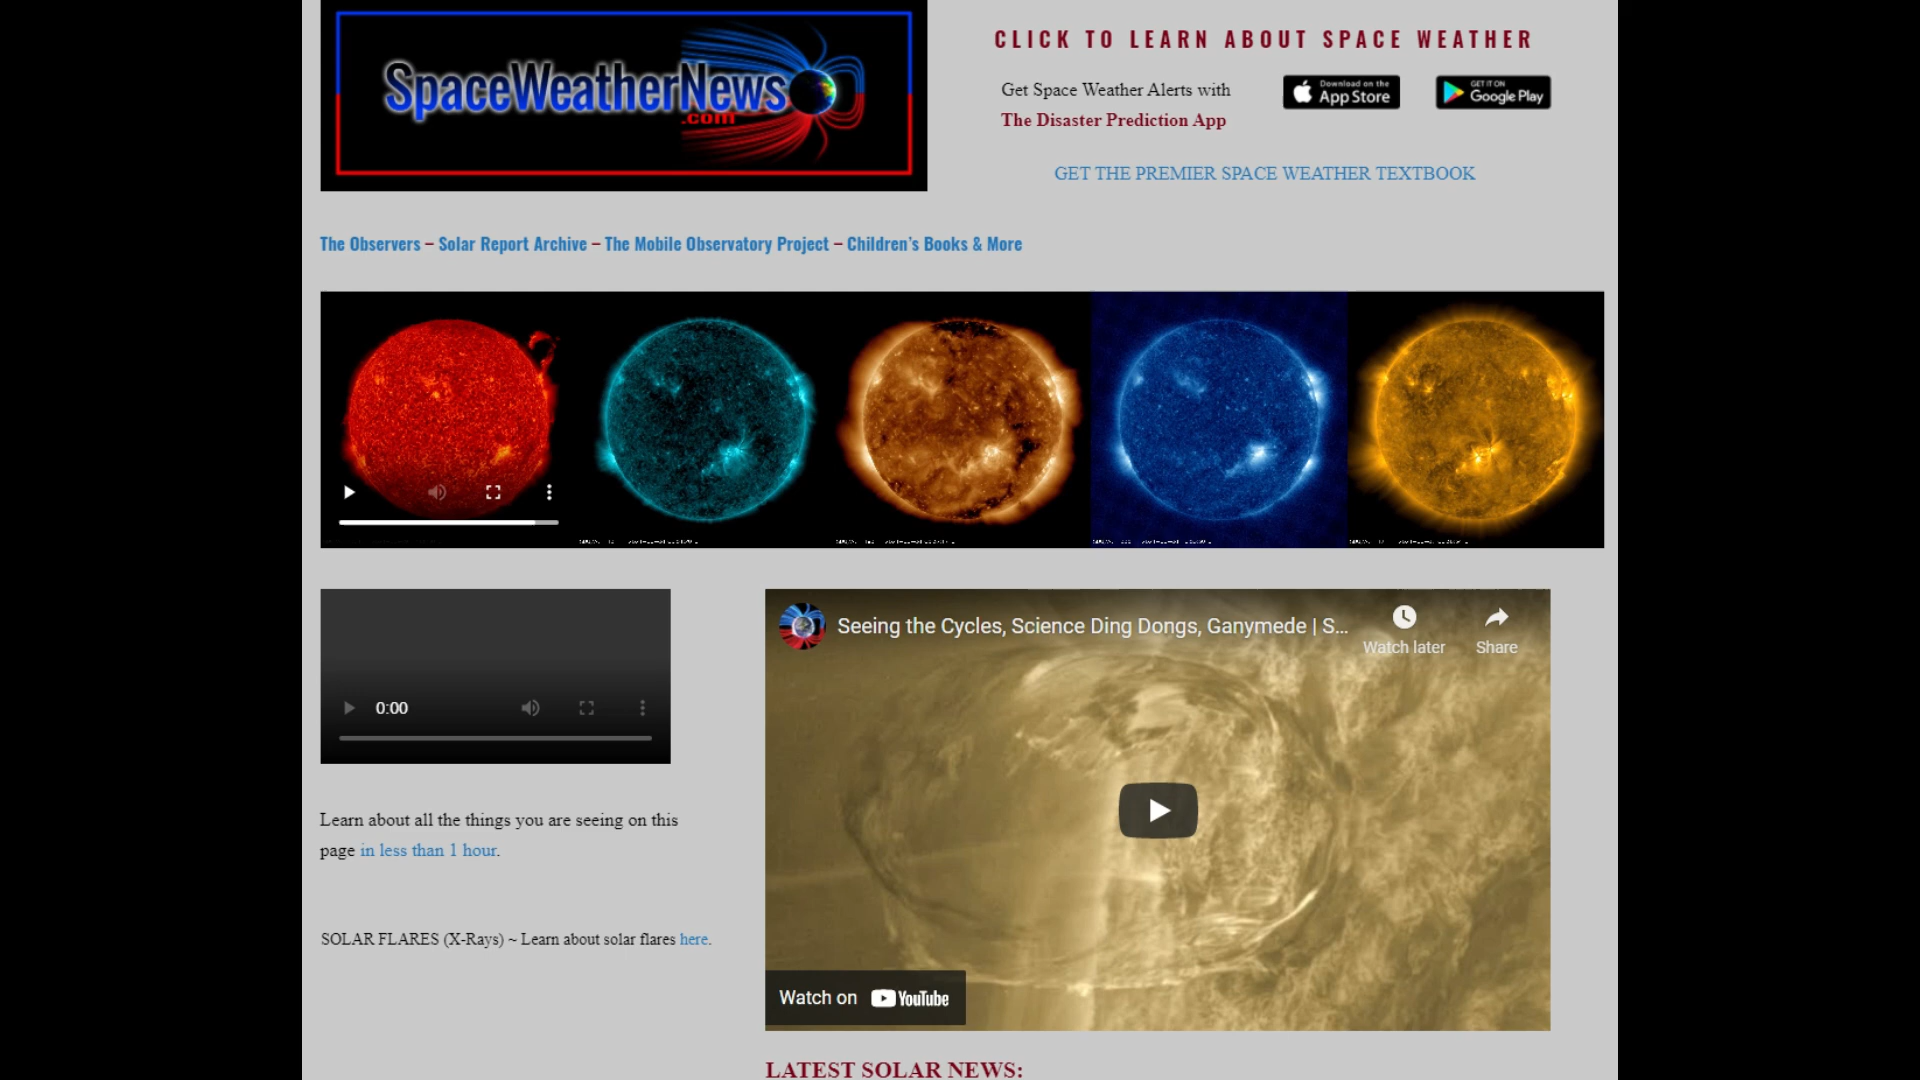 SpaceWeatherNews
.com
CLICK TO LEARN ABOUT SPACE WEATHER
Get Space Weather Alerts with
The Disaster Prediction App
Download on the
App Store
GET IT ON
Google Play
GET THE PREMIER SPACE WEATHER TEXTBOOK
The Observers – Solar Report Archive – The Mobile Observatory Project – Children’s Books & More
0:00
Seeing the Cycles, Science Ding Dongs, Ganymede | S...
Watch later
Share
Learn about all the things you are seeing on this
page in less than 1 hour.
SOLAR FLARES (X-Rays) ~ Learn about solar flares here.
Watch on YouTube
LATEST SOLAR NEWS: